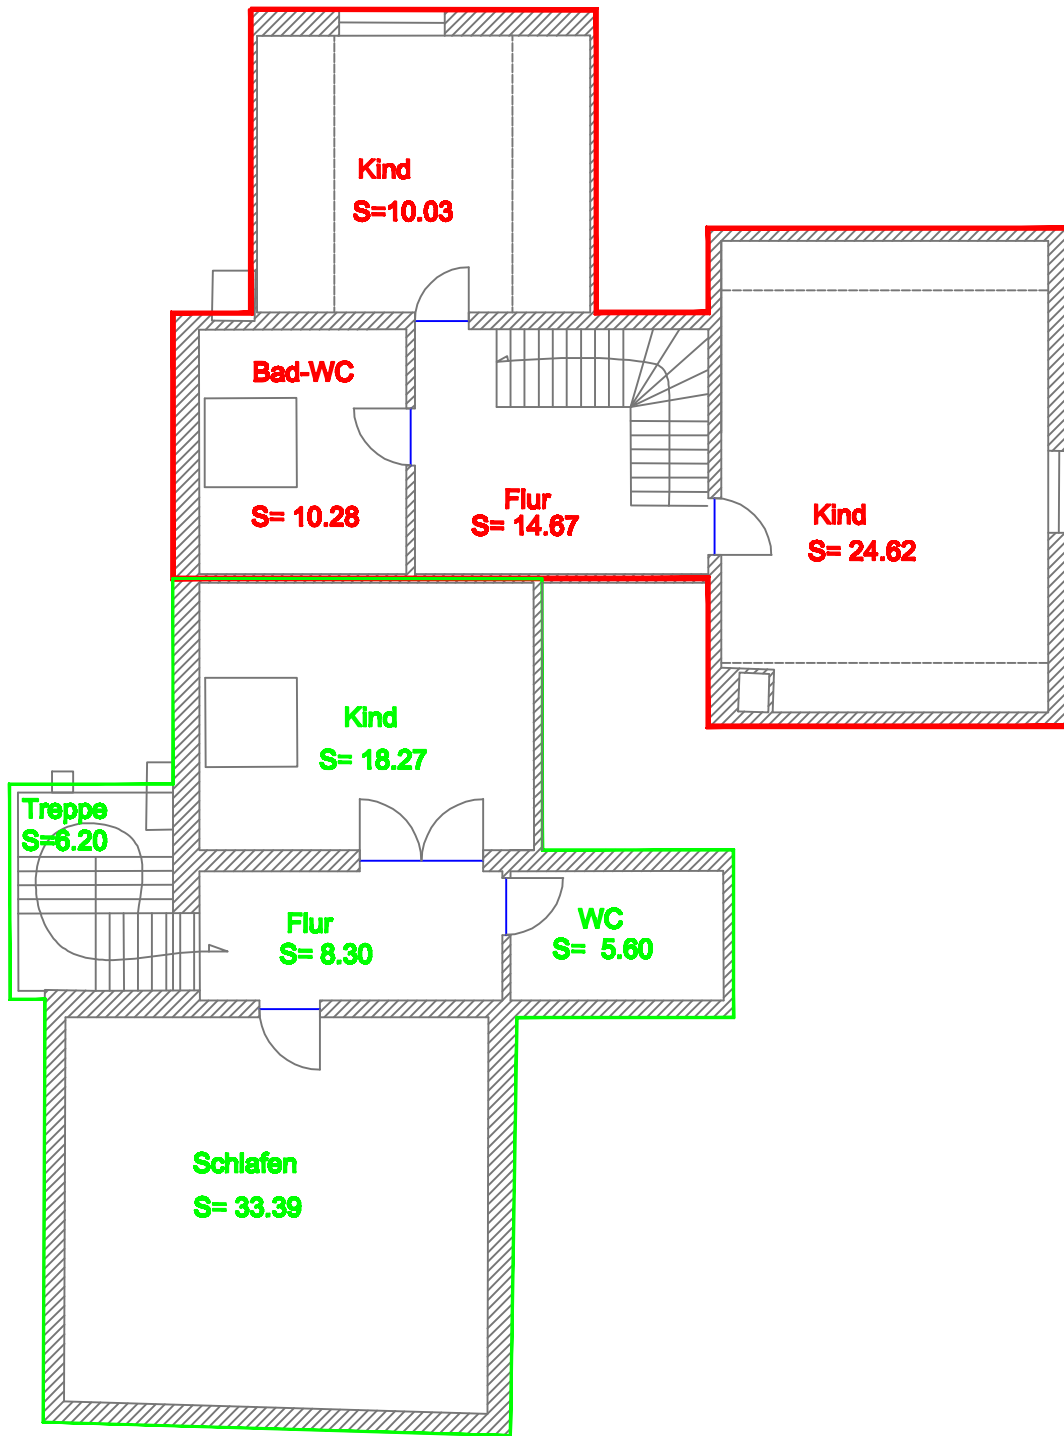 Kind
S=10.03
Bad-WC
S= 10.28
Flur
S= 14.67
Kind
S= 24.62
Kind
S= 18.27
Treppe
S=6.20
Flur
S= 8.30
WC
S= 5.60
Schlafen
S= 33.39